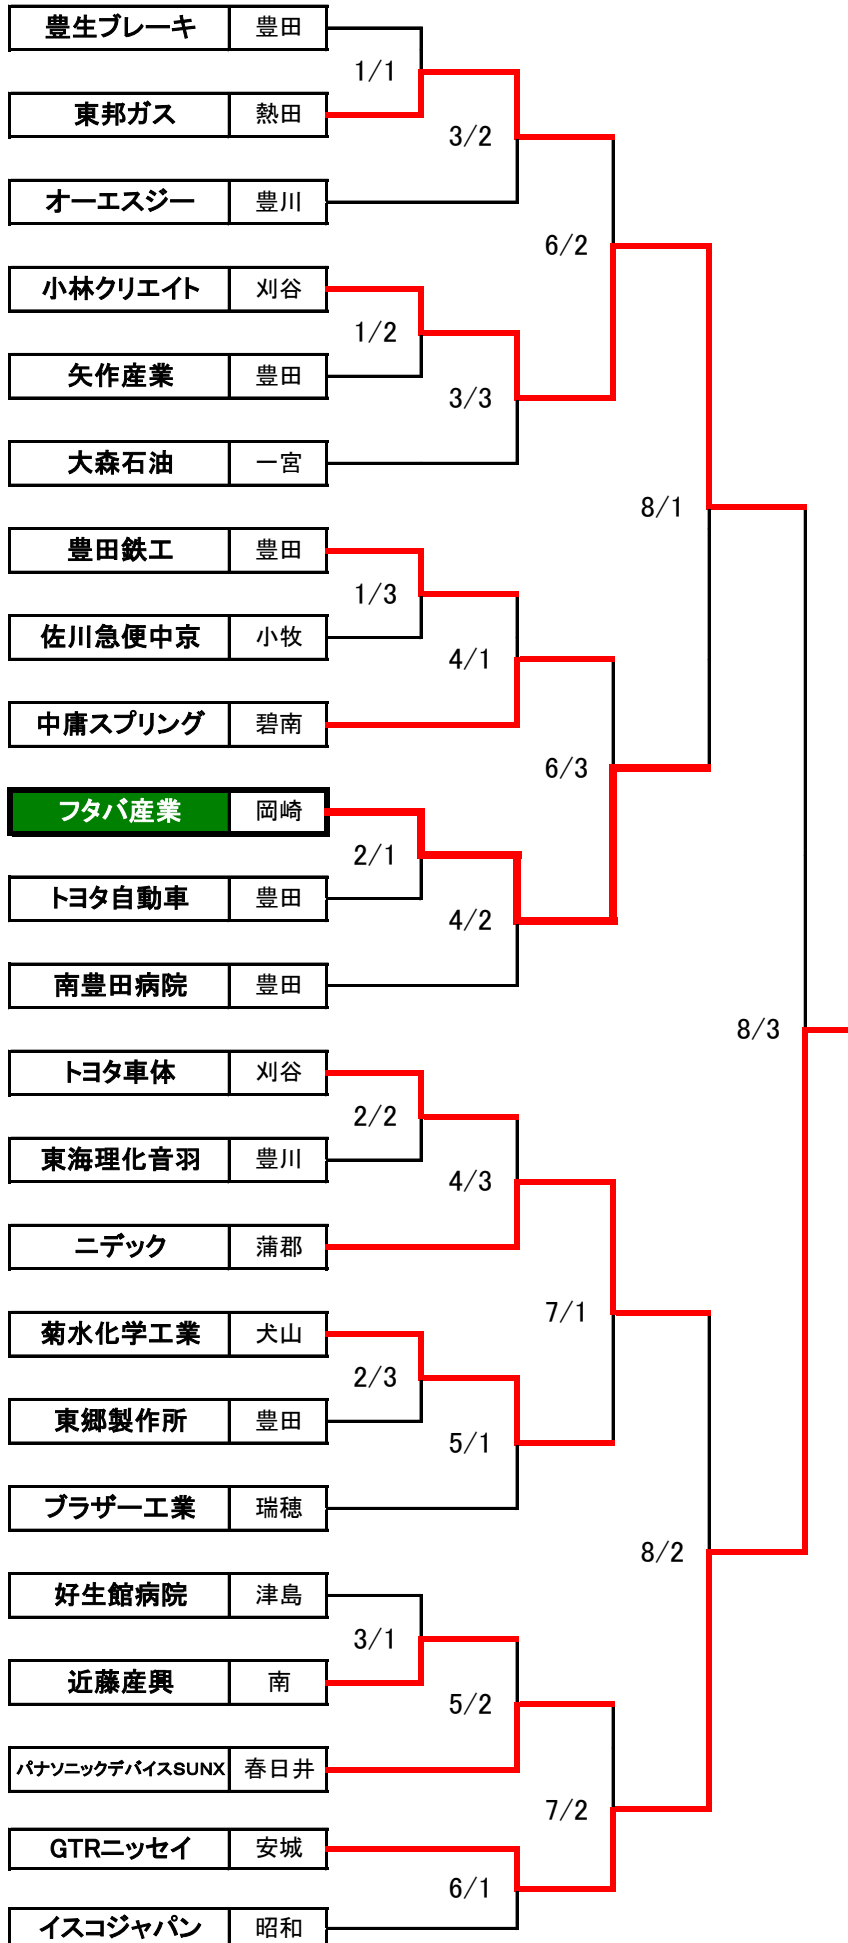 豊生ブレーキ 豊田
1/1
東邦ガス 熱田
3/2
オーエスジー 豊川
6/2
小林クリエイト 刈谷
1/2
矢作産業 豊田
3/3
大森石油 一宮
8/1
豊田鉄工 豊田
1/3
佐川急便中京 小牧
4/1
中庸スプリング 碧南
6/3
フタバ産業 岡崎
2/1
トヨタ自動車 豊田
4/2
南豊田病院 豊田
8/3
トヨタ車体 刈谷
2/2
東海理化音羽 豊川
4/3
ニデック 蒲郡
7/1
菊水化学工業 犬山
2/3
東郷製作所 豊田
5/1
ブラザー工業 瑞穂
8/2
好生館病院 津島
3/1
近藤産興 南
5/2
パナソニックデバイスSUNX 春日井
7/2
GTRニッセイ 安城
6/1
イスコジャパン 昭和